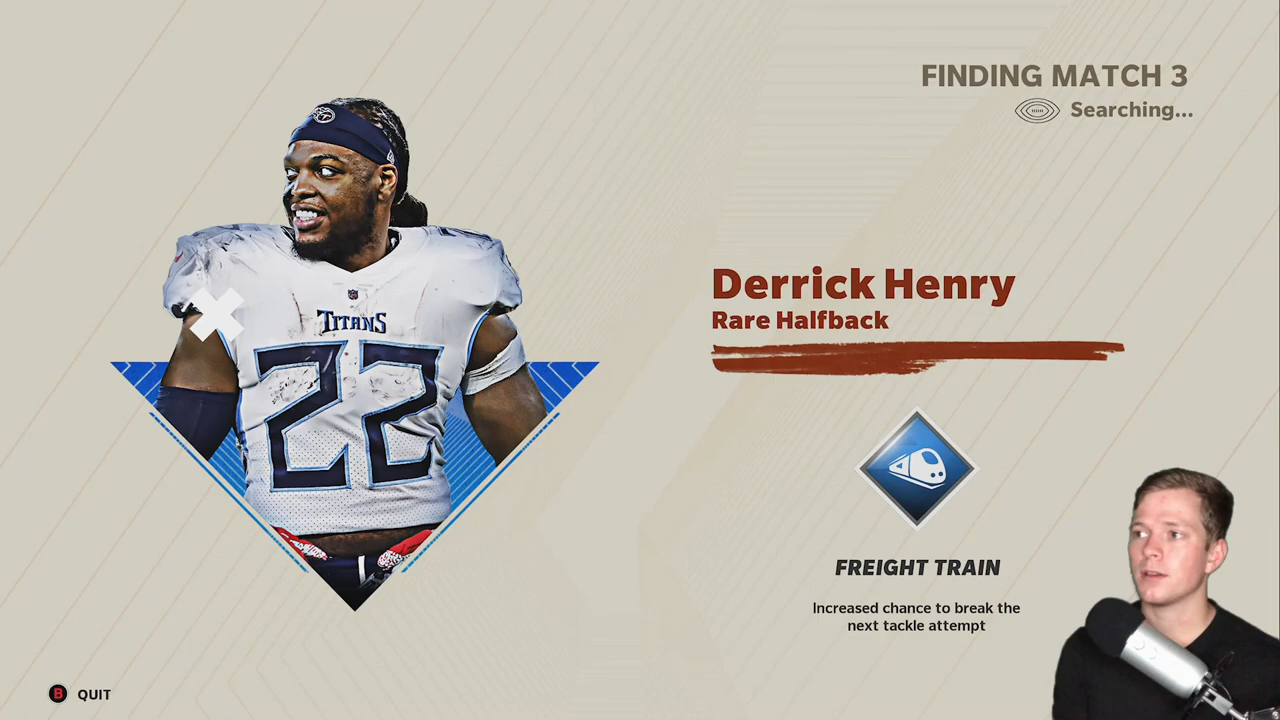 FINDING MATCH 3
Searching...
TITANS
22
Derrick Henry
Rare Halfback
FREIGHT TRAIN
Increased chance to break the
next tackle attempt
B QUIT